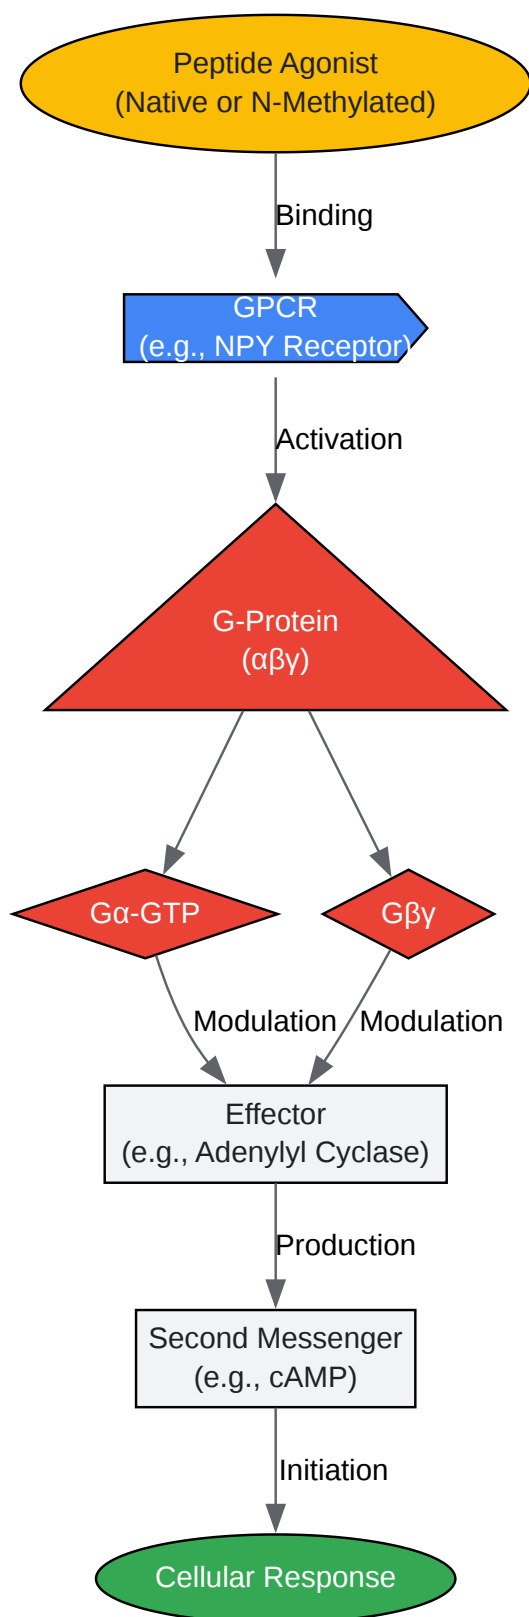 Peptide Agonist
(Native or N-Methylated)
Binding
GPCR
(e.g., NPY Receptor)
Activation
G-Protein
(αβγ)
Gα-GTP
Gβγ
Modulation
Modulation
Effector
(e.g., Adenylyl Cyclase)
Production
Second Messenger
(e.g., cAMP)
Initiation
Cellular Response